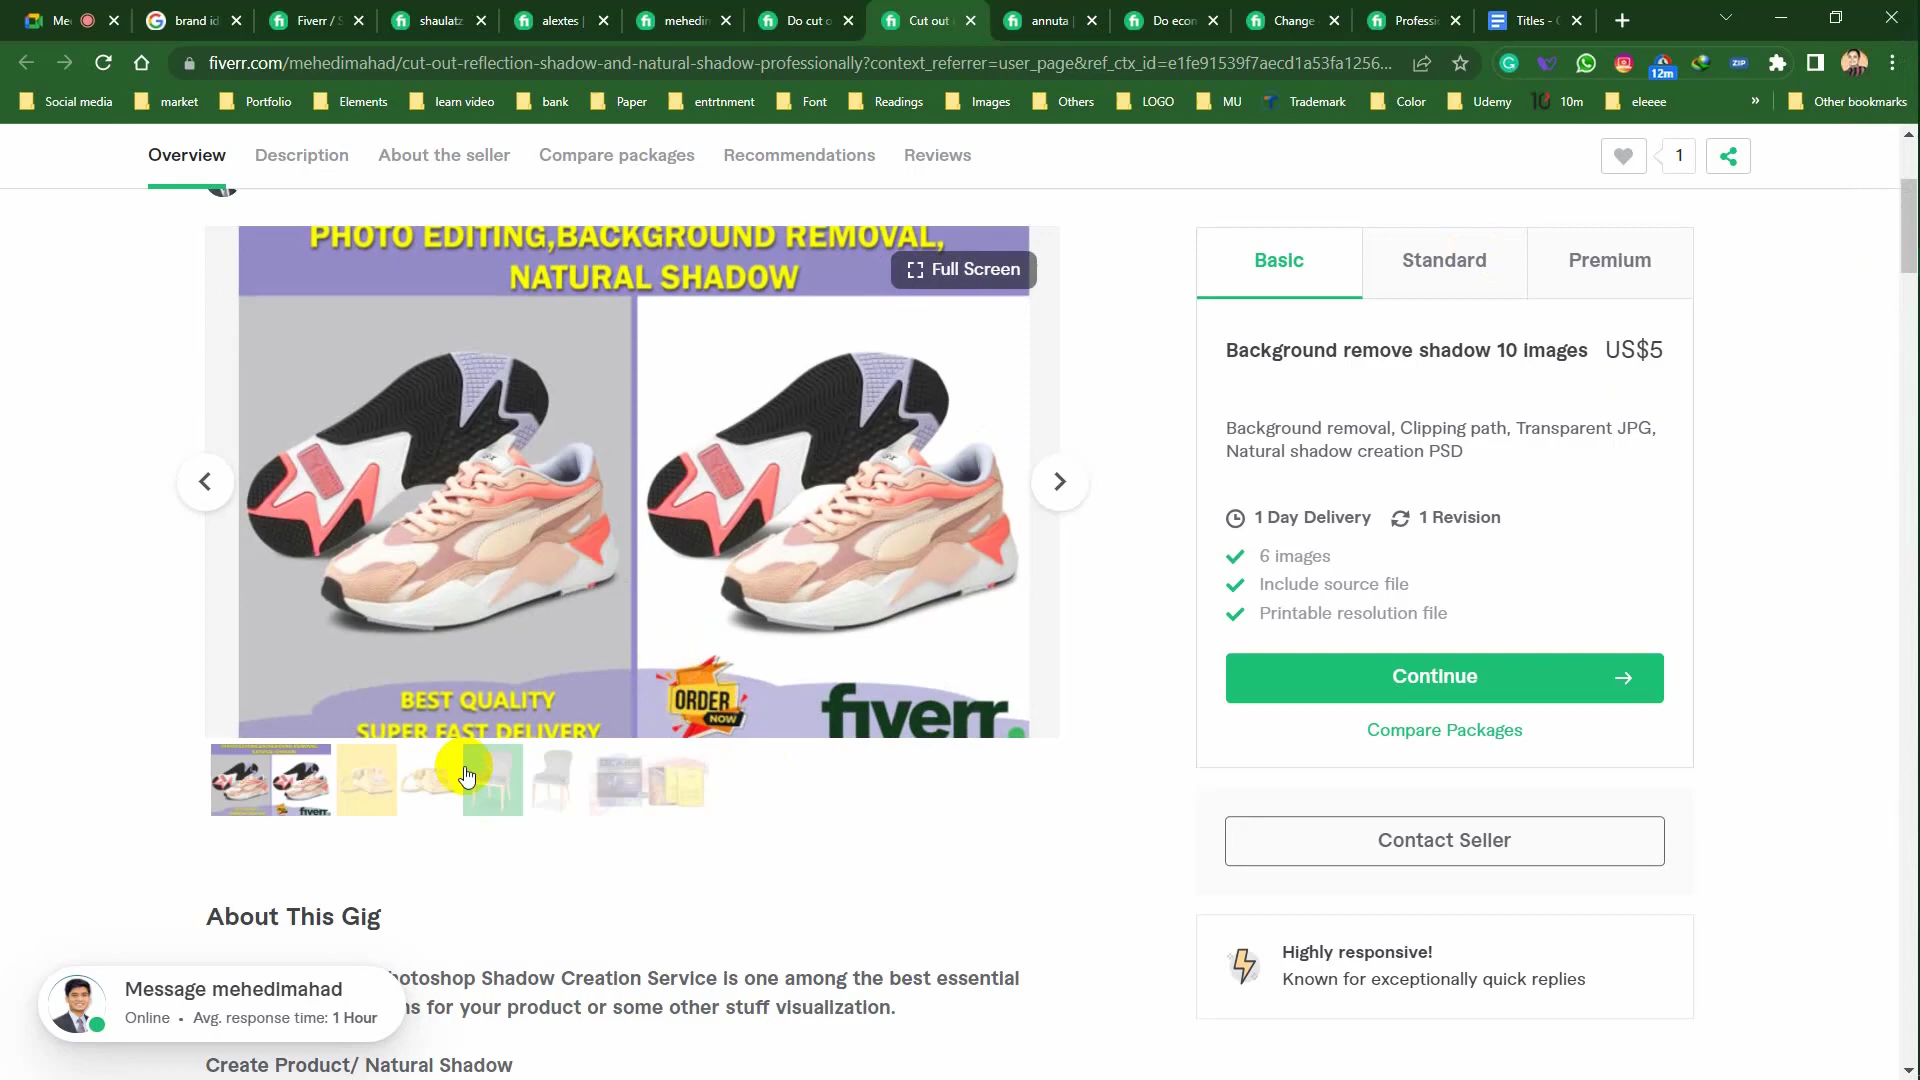 Me
brand ic
Fiverr / S
shaulatz
alextes |
mehedin
Do cut o
Cut out
annuta |
Do econ
Change
Professi
Titles - G
fiverr.com/mehedimahad/cut-out-reflection-shadow-and-natural-shadow-professionally?context_referrer=user_page&ref_ctx_id=e1fe91539f7aecd1a53fa1256...
12m
ZIP
Social media
market
Portfolio
Elements
learn video
bank
Paper
entrtnment
Font
Readings
Images
Others
LOGO
MU
Trademark
Color
Udemy
10m
eleeee
»
Other bookmarks
Overview
Description
About the seller
Compare packages
Recommendations
Reviews
1
PHOTO EDITING,BACKGROUND REMOVAL,
NATURAL SHADOW
Full Screen
BEST QUALITY
SUPER FAST DELIVERY
ORDER
NOW
fiverr.
Basic
Standard
Premium
Background remove shadow 10 images
US$5
Background removal, Clipping path, Transparent JPG,
Natural shadow creation PSD
1 Day Delivery
1 Revision
6 images
Include source file
Printable resolution file
Continue
Compare Packages
Contact Seller
Highly responsive!
Known for exceptionally quick replies
About This Gig
hotoshop Shadow Creation Service is one among the best essential
ns for your product or some other stuff visualization.
Create Product/ Natural Shadow
Message mehedimahad
Online • Avg. response time: 1 Hour